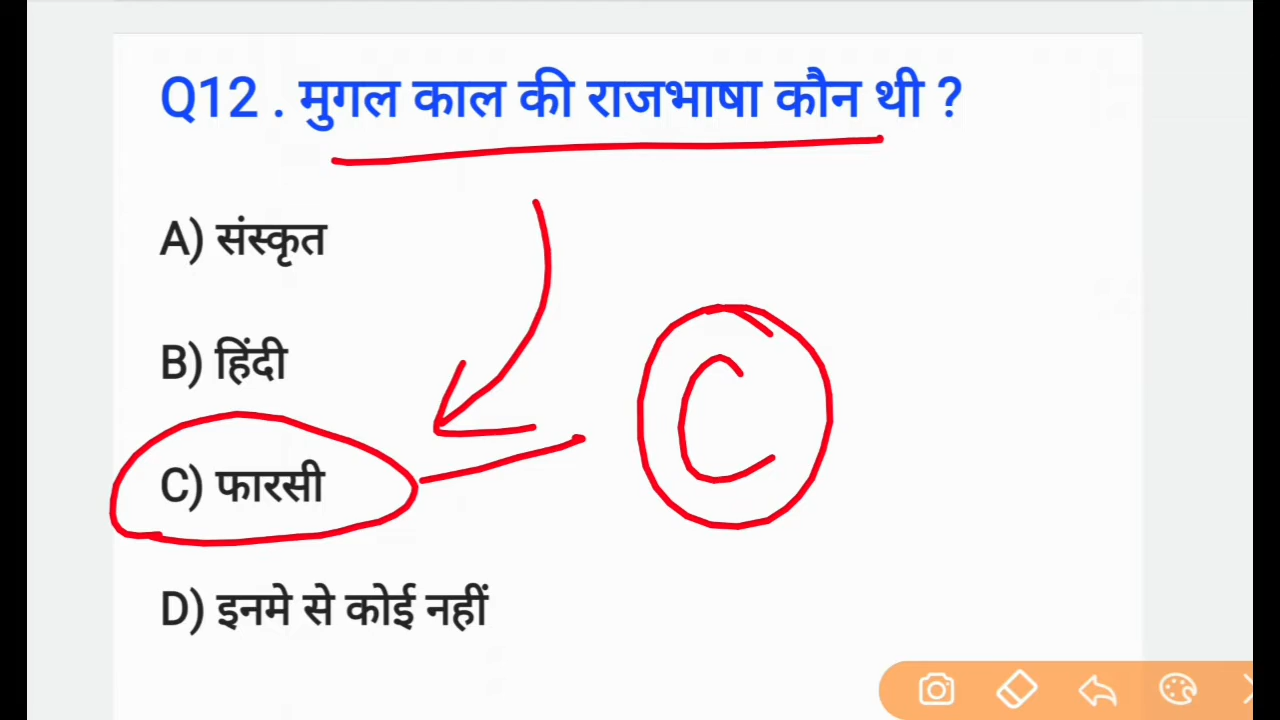 Q12 . मुगल काल की राजभाषा कौन थी ?
A) संस्कृत
B) हिंदी
C) फारसी
C
D) इनमे से कोई नहीं